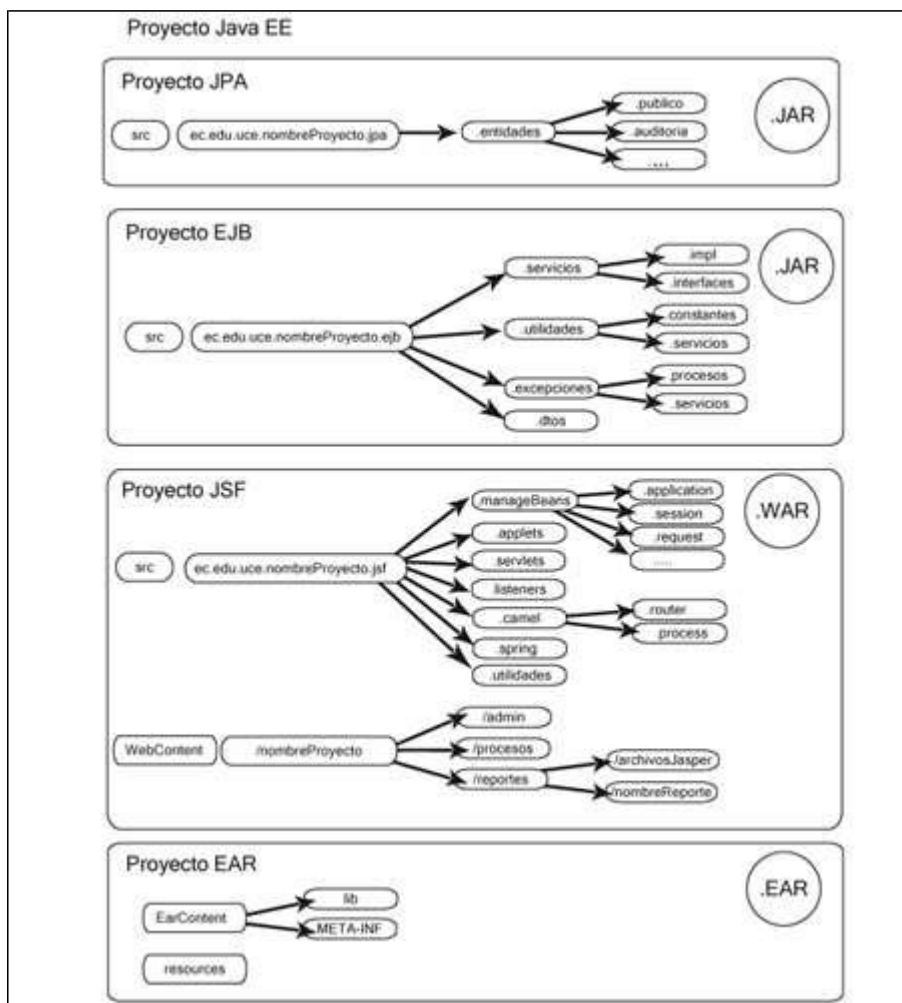 Proyecto Java EE
Proyecto JPA
.JAR
src
ec.edu.uce.nombreProyecto.jpa
.entidades
.publico
.auditoria
....
Proyecto EJB
.JAR
src
ec.edu.uce.nombreProyecto.ejb
.servicios
.impl
.interfaces
.utilidades
.constantes
.servicios
.excepciones
.procesos
.servicios
.dtos
Proyecto JSF
.WAR
src
ec.edu.uce.nombreProyecto.jsf
.manageBeans
.application
.session
.request
.....
.applets
.servlets
.listeners
.camel
.router
.process
.spring
.utilidades
WebContent
/nombreProyecto
/admin
/procesos
/reportes
/archivosJasper
/nombreReporte
Proyecto EAR
.EAR
EarContent
lib
META-INF
resources